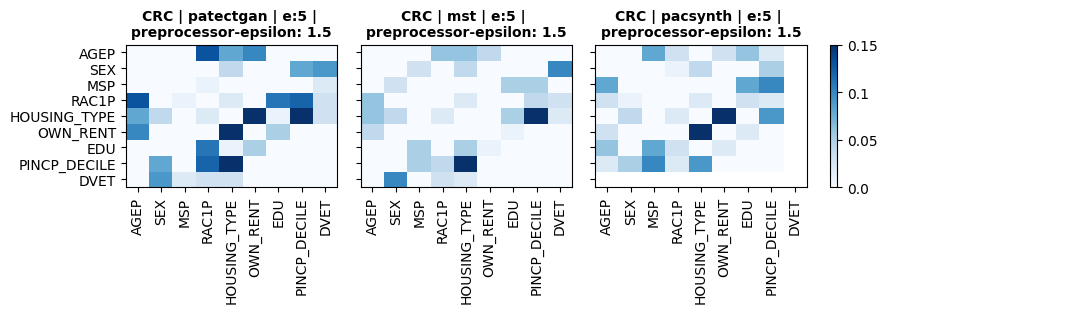 CRC | patectgan | e:5 |
preprocessor-epsilon: 1.5
CRC | mst | e:5 |
preprocessor-epsilon: 1.5
CRC | pacsynth | e:5 |
preprocessor-epsilon: 1.5
AGEP
SEX
MSP
RAC1P
HOUSING_TYPE
OWN_RENT
EDU
PINCP_DECILE
DVET
AGEP
SEX
MSP
RAC1P
HOUSING_TYPE
OWN_RENT
EDU
PINCP_DECILE
DVET
AGEP
SEX
MSP
RAC1P
HOUSING_TYPE
OWN_RENT
EDU
PINCP_DECILE
DVET
AGEP
SEX
MSP
RAC1P
HOUSING_TYPE
OWN_RENT
EDU
PINCP_DECILE
DVET
0.15
0.1
0.05
0.0